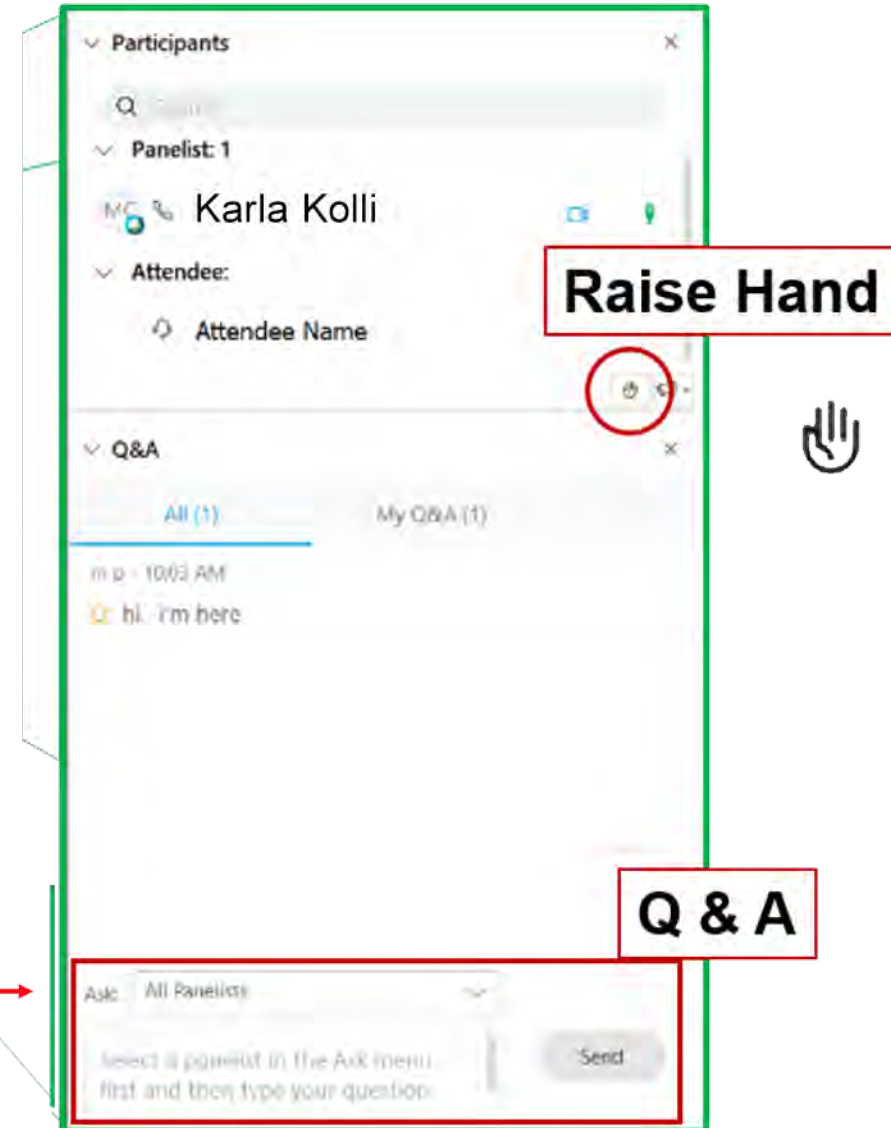 Participants
Panelist: 1
Karla Kolli
Attendee:
Raise Hand
Attendee Name
Q&A
All (1)
My Q&A (1)
m p - 10:03 AM
hi i'm here
Q & A
Ask: All Panelists
Select a panelist in the Ask menu
first and then type your question
Send